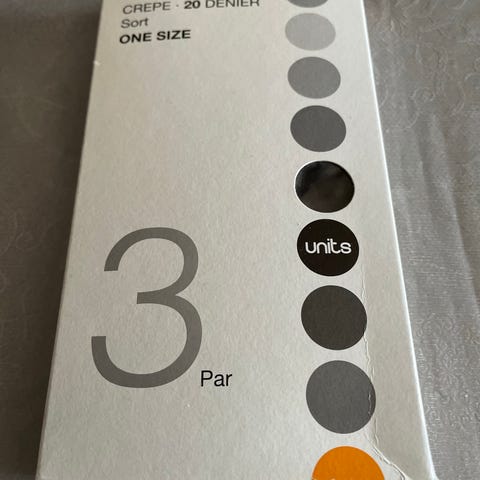 CREPE · 20 DENIER
Sort
ONE SIZE
units
3
Par